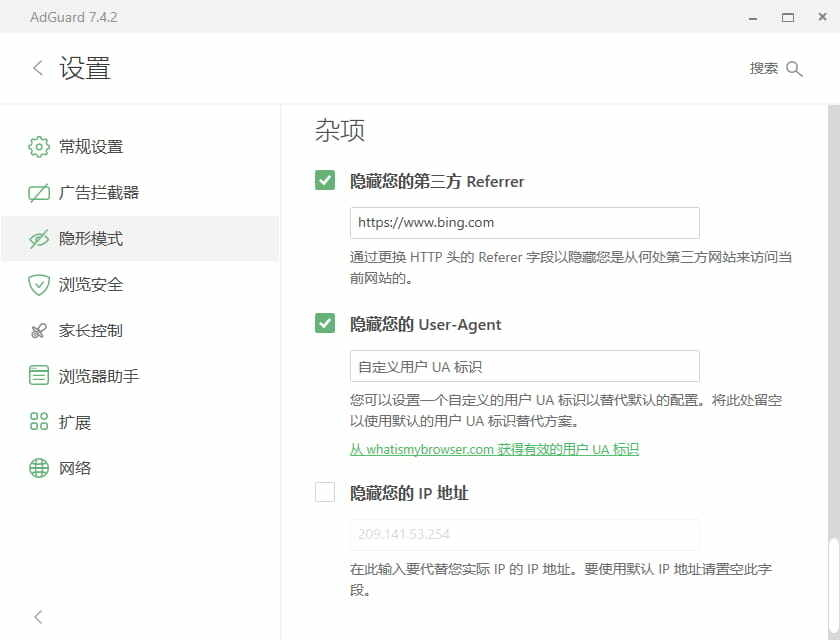 AdGuard 7.4.2
设置
搜索
常规设置
广告拦截器
隐形模式
浏览安全
家长控制
浏览器助手
扩展
网络
杂项
隐藏您的第三方 Referrer
https://www.bing.com
通过更换 HTTP 头的 Referer 字段以隐藏您是从何处第三方网站来访问当
前网站的。
隐藏您的 User-Agent
自定义用户 UA 标识
您可以设置一个自定义的用户 UA 标识以替代默认的配置。将此处留空
以使用默认的用户 UA 标识替代方案。
从 whatismybrowser.com 获得有效的用户 UA 标识
隐藏您的 IP 地址
209.141.53.254
在此输入要代替您实际 IP 的 IP 地址。要使用默认 IP 地址请置空此字
段。